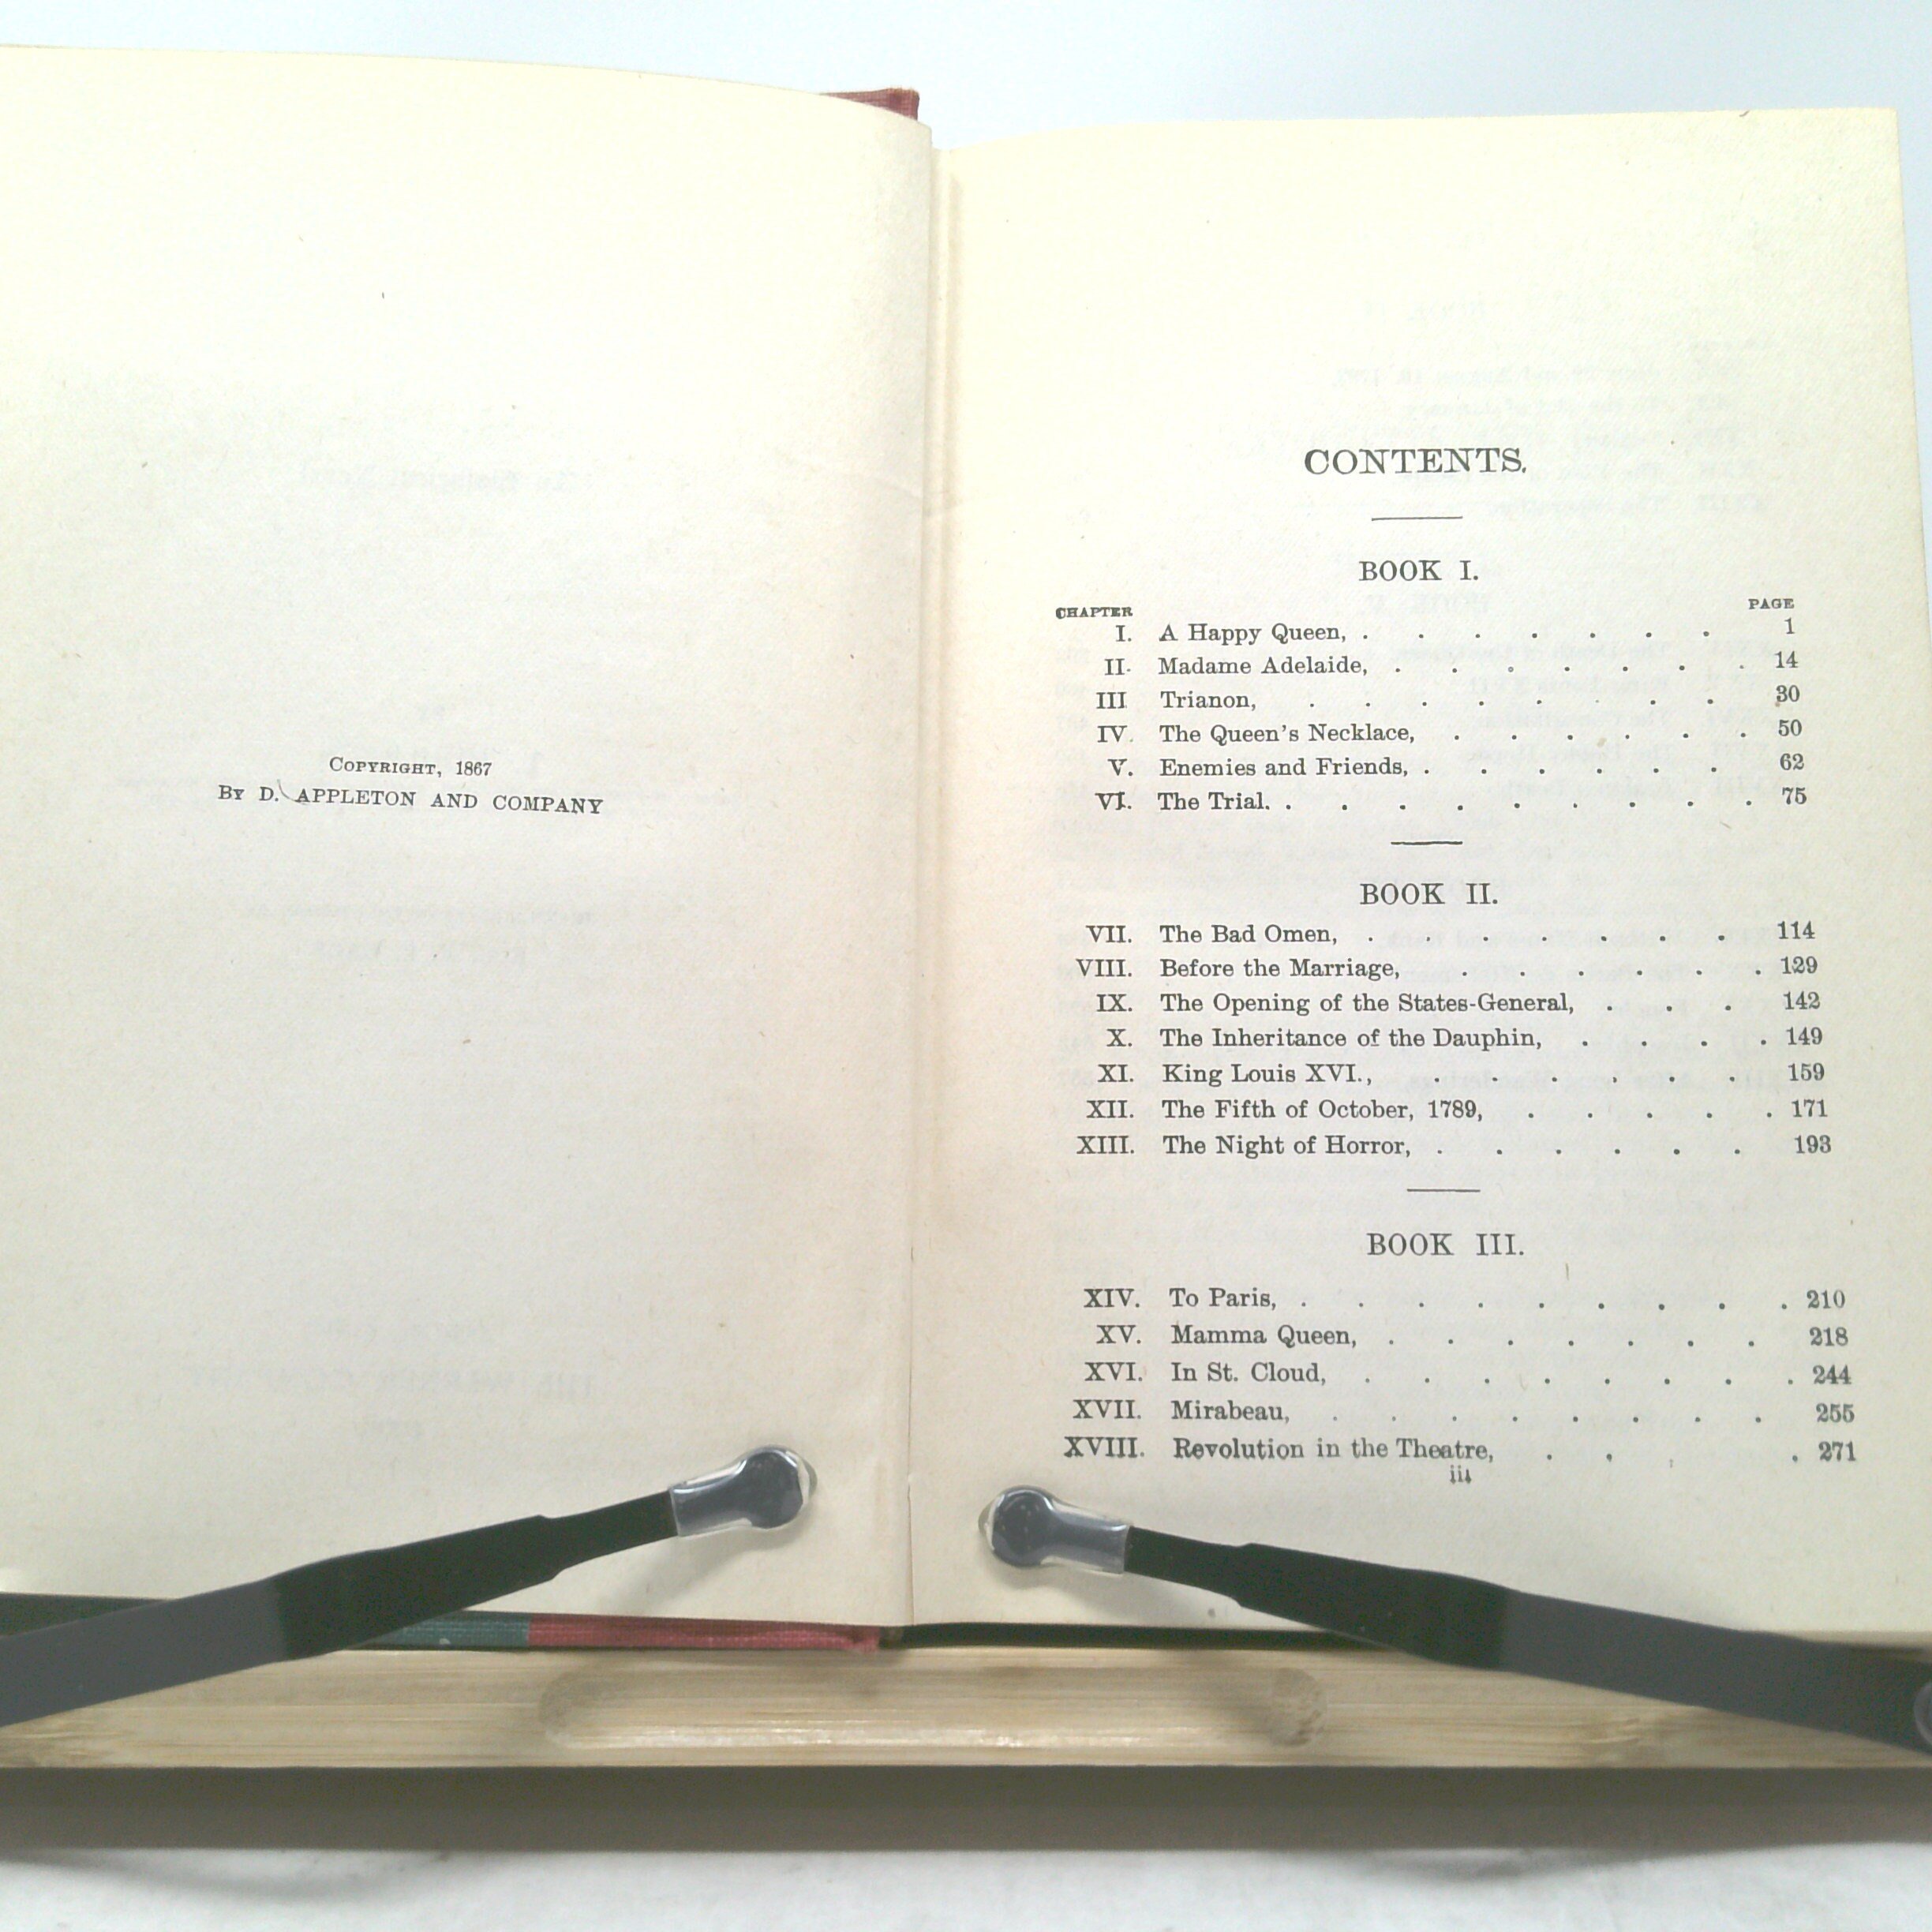 COPYRIGHT, 1867
BY D. APPLETON AND COMPANY
CONTENTS.
BOOK I.
CHAPTER PAGE
I. A Happy Queen, . . . . . . . 1
II. Madame Adelaide, . . . . . . . 14
III Trianon, . . . . . . . . 30
IV. The Queen's Necklace, . . . . . . 50
V. Enemies and Friends, . . . . . . 62
VI. The Trial. . . . . . . . . . 75
BOOK II.
VII. The Bad Omen, . . . . . . . 114
VIII. Before the Marriage, . . . . . . 129
IX. The Opening of the States-General, . . . 142
X. The Inheritance of the Dauphin, . . . . 149
XI. King Louis XVI., . . . . . . 159
XII. The Fifth of October, 1789, . . . . . 171
XIII. The Night of Horror, . . . . . . 193
BOOK III.
XIV. To Paris, . . . . . . . . . 210
XV. Mamma Queen, . . . . . . . 218
XVI. In St. Cloud, . . . . . . . . 244
XVII. Mirabeau, . . . . . . . . 255
XVIII. Revolution in the Theatre, . . . . 271
iii